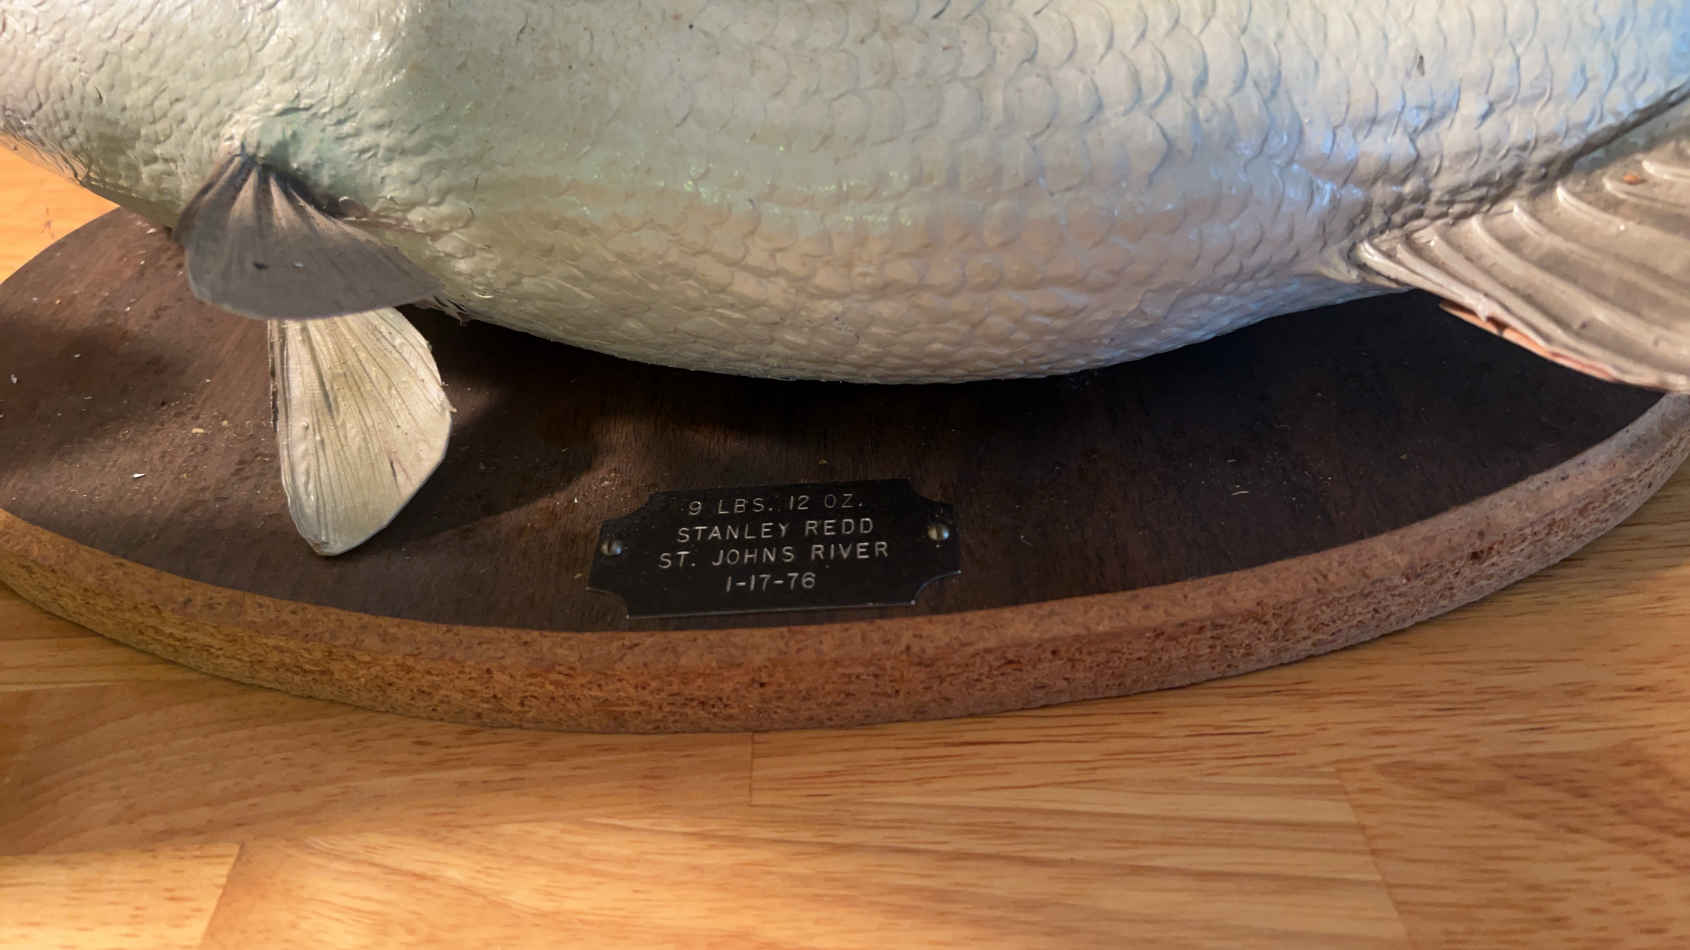 9 LBS. 12 OZ.
STANLEY REDD
ST. JOHNS RIVER
1-17-76